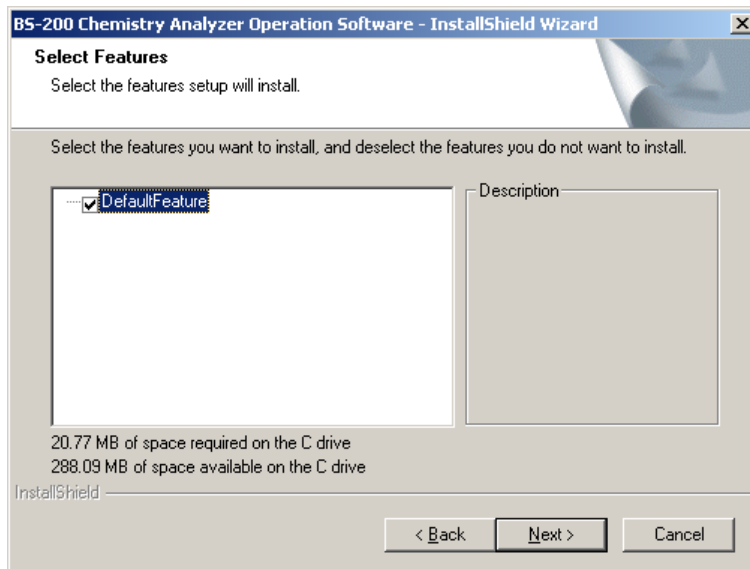 BS-200 Chemistry Analyzer Operation Software - InstallShield Wizard
Select Features
Select the features setup will install.
Select the features you want to install, and deselect the features you do not want to install.
DefaultFeature
Description
20.77 MB of space required on the C drive
288.09 MB of space available on the C drive
InstallShield
< Back
Next >
Cancel